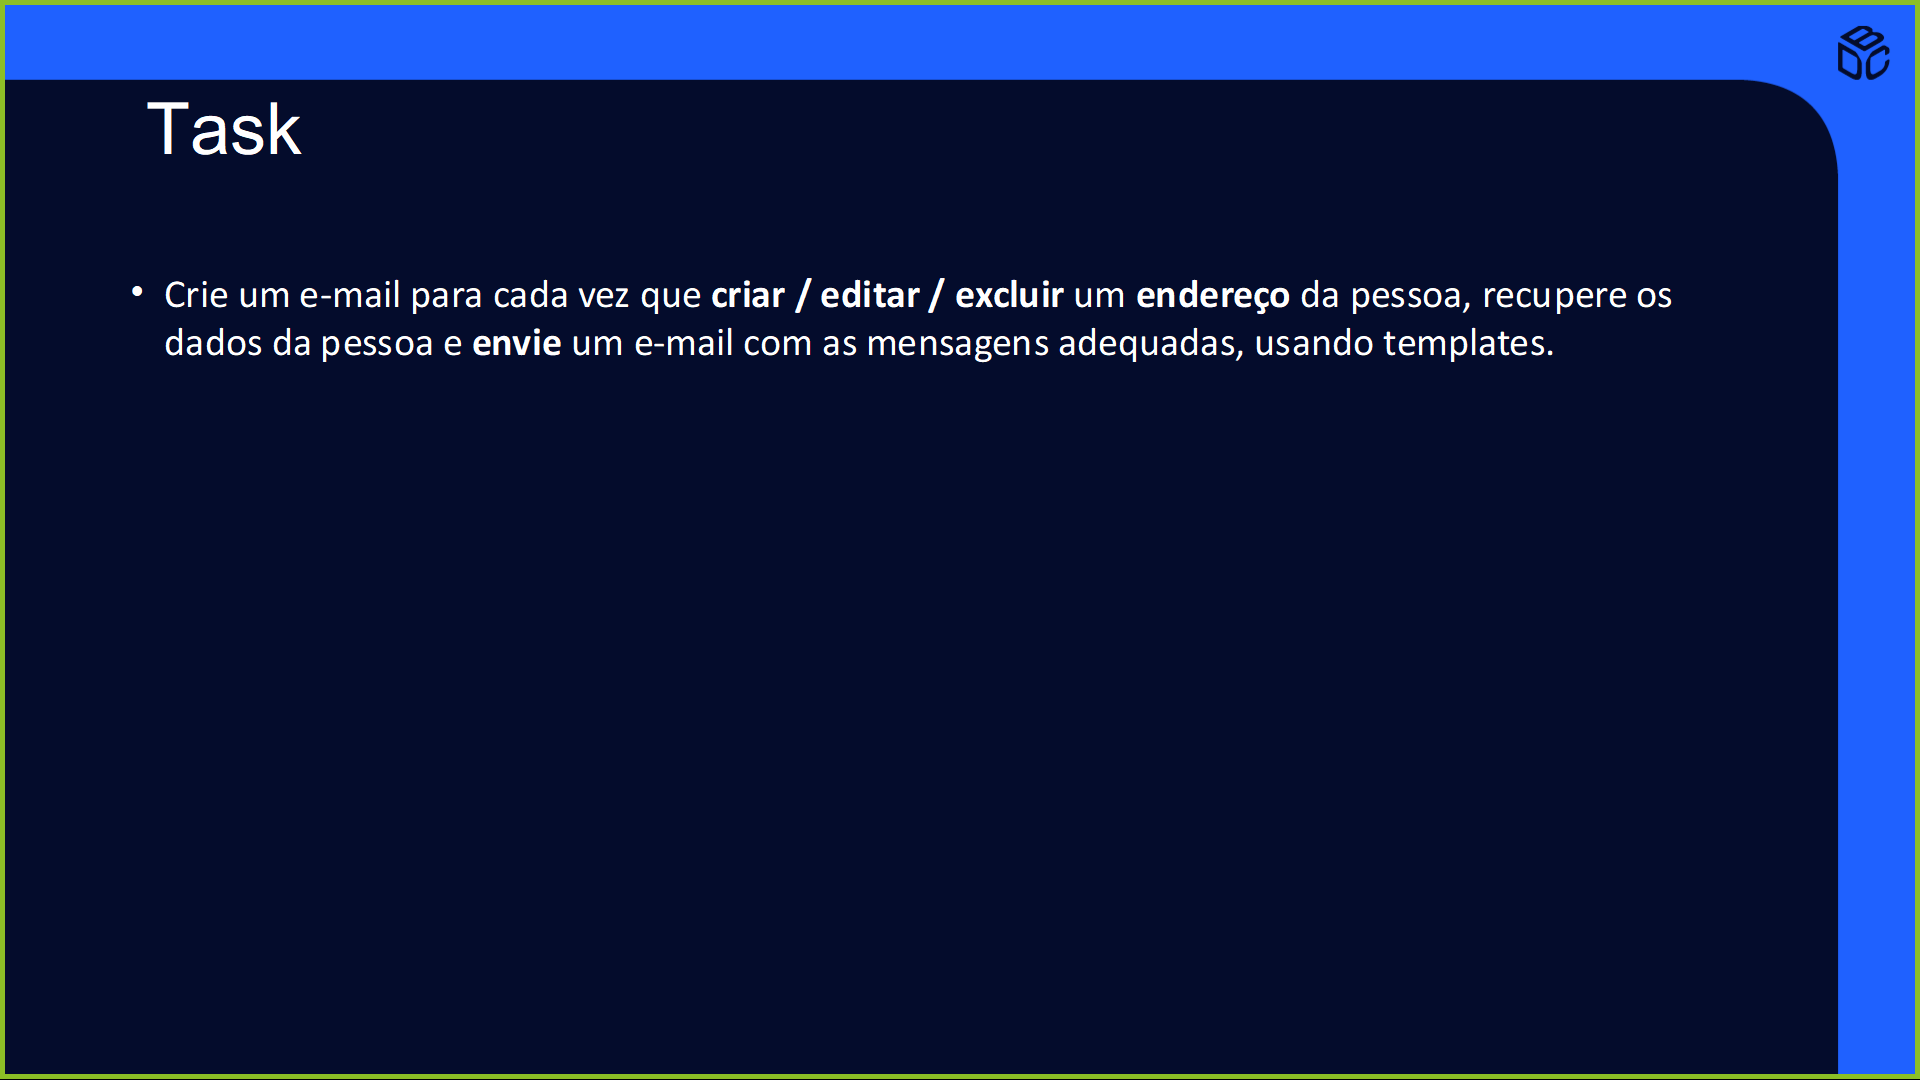 DBC
Task
• Crie um e-mail para cada vez que criar / editar / excluir um endereço da pessoa, recupere os
dados da pessoa e envie um e-mail com as mensagens adequadas, usando templates.